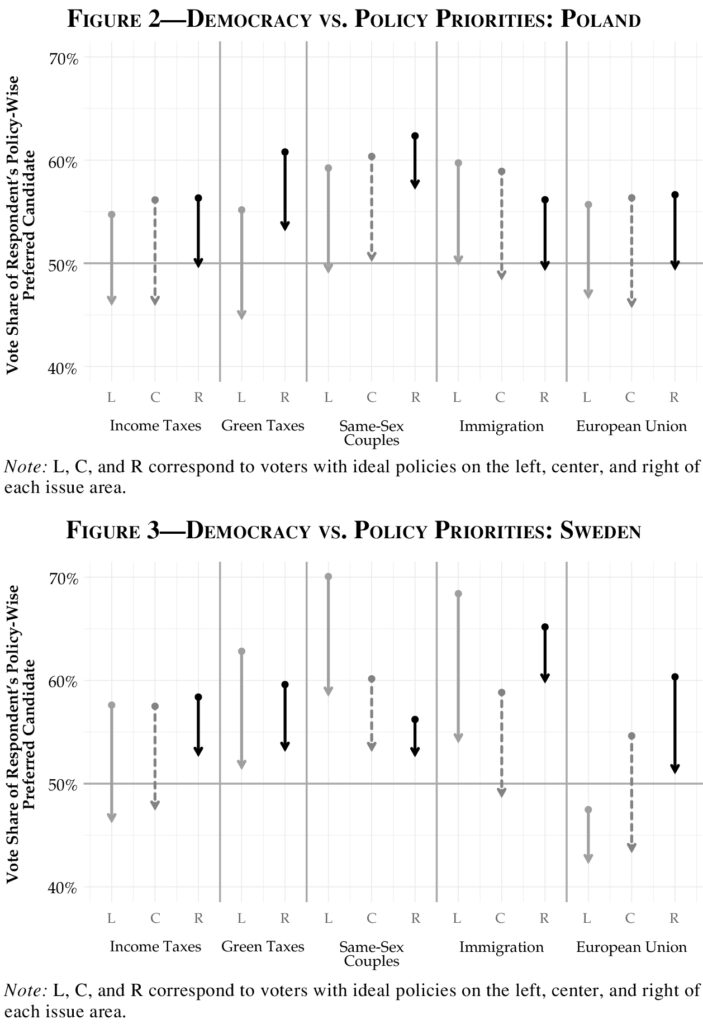 FIGURE 2—DEMOCRACY VS. POLICY PRIORITIES: POLAND
Vote Share of Respondent's Policy-Wise
Preferred Candidate
70%
60%
50%
40%
L C R L R L C R L C R L C R
Income Taxes Green Taxes Same-Sex Immigration European Union
Couples
Note: L, C, and R correspond to voters with ideal policies on the left, center, and right of
each issue area.
FIGURE 3—DEMOCRACY VS. POLICY PRIORITIES: SWEDEN
Vote Share of Respondent's Policy-Wise
Preferred Candidate
70%
60%
50%
40%
L C R L R L C R L C R L C R
Income Taxes Green Taxes Same-Sex Immigration European Union
Couples
Note: L, C, and R correspond to voters with ideal policies on the left, center, and right of
each issue area.